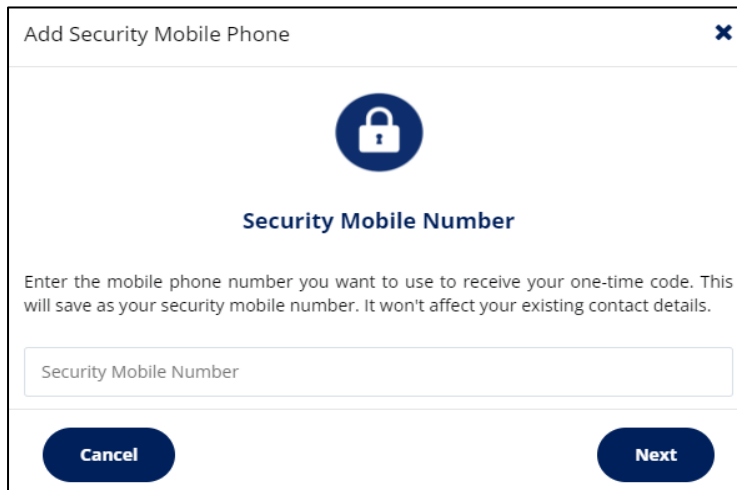 Add Security Mobile Phone
Security Mobile Number
Enter the mobile phone number you want to use to receive your one-time code. This
will save as your security mobile number. It won't affect your existing contact details.
Security Mobile Number
Cancel
Next